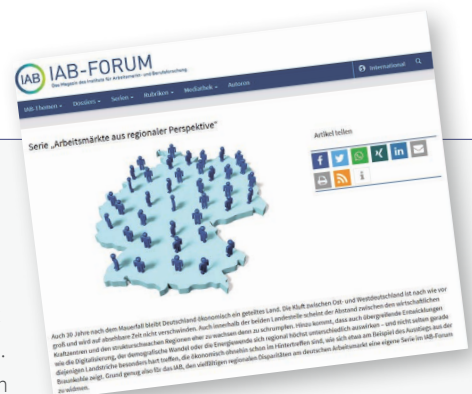 IAB IAB-FORUM
Das Magazin des Instituts für Arbeitsmarkt- und Berufsforschung
IAB-Themen Dossiers Serien Rubriken Mediathek Autoren International
Serie „Arbeitsmärkte aus regionaler Perspektive“
Artikel teilen
Auch 30 Jahre nach dem Mauerfall bleibt Deutschland ökonomisch ein geteiltes Land. Die Kluft zwischen Ost- und Westdeutschland ist nach wie vor
groß und wird auf absehbare Zeit nicht verschwinden. Auch innerhalb der beiden Landesteile scheint der Abstand zwischen den wirtschaftlichen
Kraftzentren und den strukturschwachen Regionen eher zu wachsen denn zu schrumpfen. Hinzu kommt, dass auch übergreifende Entwicklungen
wie die Digitalisierung, der demografische Wandel oder die Energiewende sich regional höchst unterschiedlich auswirken – und nicht selten gerade
diejenigen Landstriche besonders hart treffen, die ökonomisch ohnehin schon im Hintertreffen sind, wie sich etwa am Beispiel des Ausstiegs aus der
Braunkohle zeigt. Grund genug also für das IAB, den vielfältigen regionalen Disparitäten am deutschen Arbeitsmarkt eine eigene Serie im IAB-Forum
zu widmen.